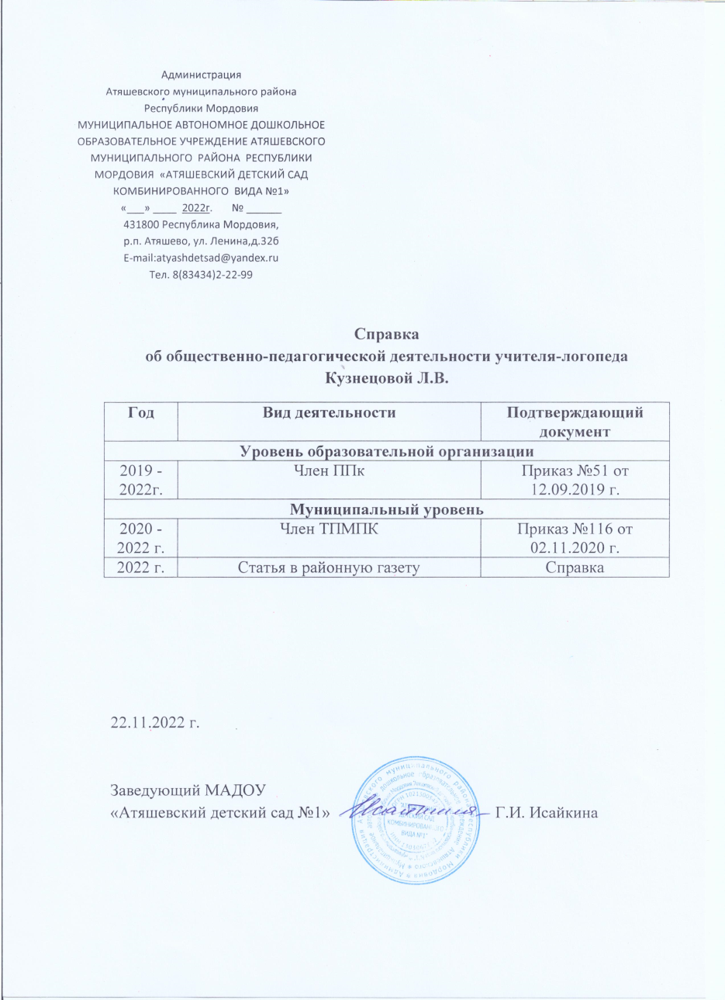 Администрация
Атяшевского муниципального района
Республики Мордовия
МУНИЦИПАЛЬНОЕ АВТОНОМНОЕ ДОШКОЛЬНОЕ
ОБРАЗОВАТЕЛЬНОЕ УЧРЕЖДЕНИЕ АТЯШЕВСКОГО
МУНИЦИПАЛЬНОГО РАЙОНА РЕСПУБЛИКИ
МОРДОВИЯ «АТЯШЕВСКИЙ ДЕТСКИЙ САД
КОМБИНИРОВАННОГО ВИДА №1»
«___» ____ 2022г. № ______
431800 Республика Мордовия,
р.п. Атяшево, ул. Ленина,д.32б
E-mail:atyashdetsad@yandex.ru
Тел. 8(83434)2-22-99
Справка
об общественно-педагогической деятельности учителя-логопеда
Кузнецовой Л.В.
Год Вид деятельности Подтверждающий
документ
Уровень образовательной организации
2019 - Член ППк Приказ №51 от
2022г. 12.09.2019 г.
Муниципальный уровень
2020 - Член ТПМПК Приказ №116 от
2022 г. 02.11.2020 г.
2022 г. Статья в районную газету Справка
22.11.2022 г.
Заведующий МАДОУ
«Атяшевский детский сад №1» Г.И. Исайкина
ДЕТСКИЙ САД
ВИДА №1"